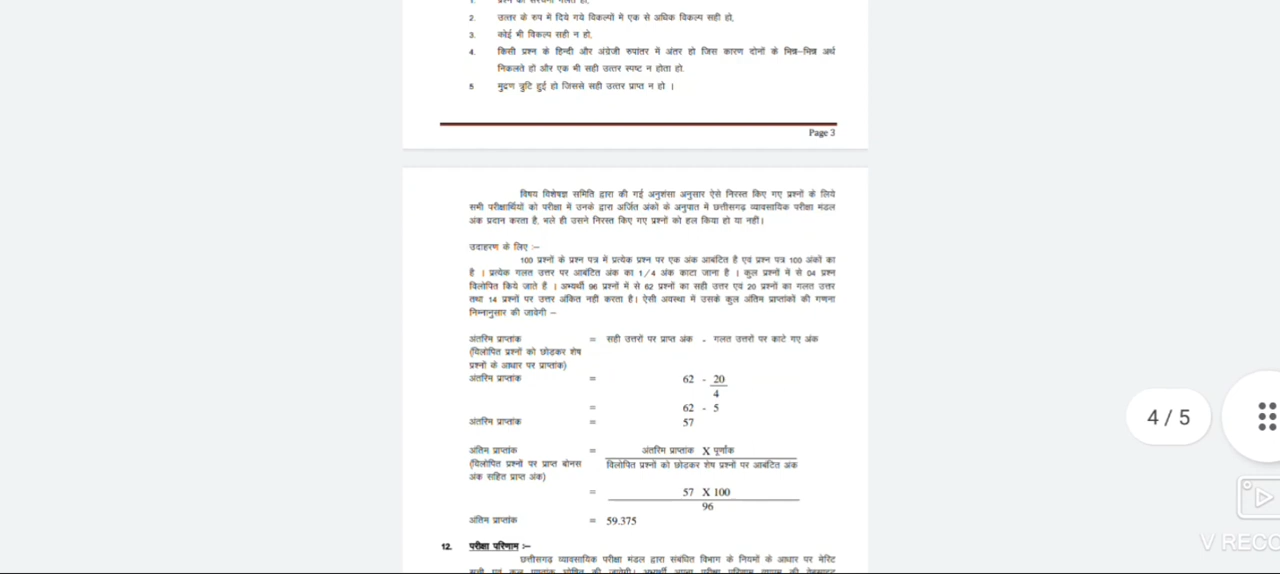 1. प्रश्न की संरचना गलत हो,
2. उत्तर के रुप में दिये गये विकल्पों में एक से अधिक विकल्प सही हो,
3. कोई भी विकल्प सही न हो,
4. किसी प्रश्न के हिन्दी और अंग्रेजी रुपांतर में अंतर हो जिस कारण दोनों के भिन्न-भिन्न अर्थ
निकलते हो और एक भी सही उत्तर स्पष्ट न होता हो.
5 मुद्रण त्रुटि हुई हो जिससे सही उत्तर प्राप्त न हो ।
Page 3
विषय विशेषज्ञ समिति द्वारा की गई अनुशंसा अनुसार ऐसे निरस्त किए गए प्रश्नों के लिये
सभी परीक्षार्थियों को परीक्षा में उनके द्वारा अर्जित अंकों के अनुपात में छत्तीसगढ़ व्यावसायिक परीक्षा मंडल
अंक प्रदान करता है, भले ही उसने निरस्त किए गए प्रश्नों को हल किया हो या नहीं।
उदाहरण के लिए :–
100 प्रश्नों के प्रश्न पत्र में प्रत्येक प्रश्न पर एक अंक आबंटित है एवं प्रश्न पत्र 100 अंकों का
है । प्रत्येक गलत उत्तर पर आबंटित अंक का 1/4 अंक काटा जाना है । कुल प्रश्नों में से 04 प्रश्न
विलोपित किये जाते है । अभ्यर्थी 96 प्रश्नों में से 62 प्रश्नों का सही उत्तर एवं 20 प्रश्नों का गलत उत्तर
तथा 14 प्रश्नों पर उत्तर अंकित नही करता है। ऐसी अवस्था में उसके कुल अंतिम प्राप्तांकों की गणना
निम्नानुसार की जावेगी –
अंतरिम प्राप्तांक = सही उत्तरों पर प्राप्त अंक - गलत उत्तरों पर काटे गए अंक
(विलोपित प्रश्नों को छोडकर शेष
प्रश्नों के आधार पर प्राप्तांक)
अंतरिम प्राप्तांक = 62 - 20
4
= 62 - 5
अंतरिम प्राप्तांक = 57
अंतिम प्राप्तांक = अंतरिम प्राप्तांक X पूर्णांक
(विलोपित प्रश्नों पर प्राप्त बोनस विलोपित प्रश्नों को छोडकर शेष प्रश्नों पर आबंटित अंक
अंक सहित प्राप्त अंक)
= 57 X 100
96
अंतिम प्राप्तांक = 59.375
12. परीक्षा परिणाम :–
छत्तीसगढ़ व्यावसायिक परीक्षा मंडल द्वारा संबंधित विभाग के नियमों के आधार पर मेरिट
4 / 5
V RECO